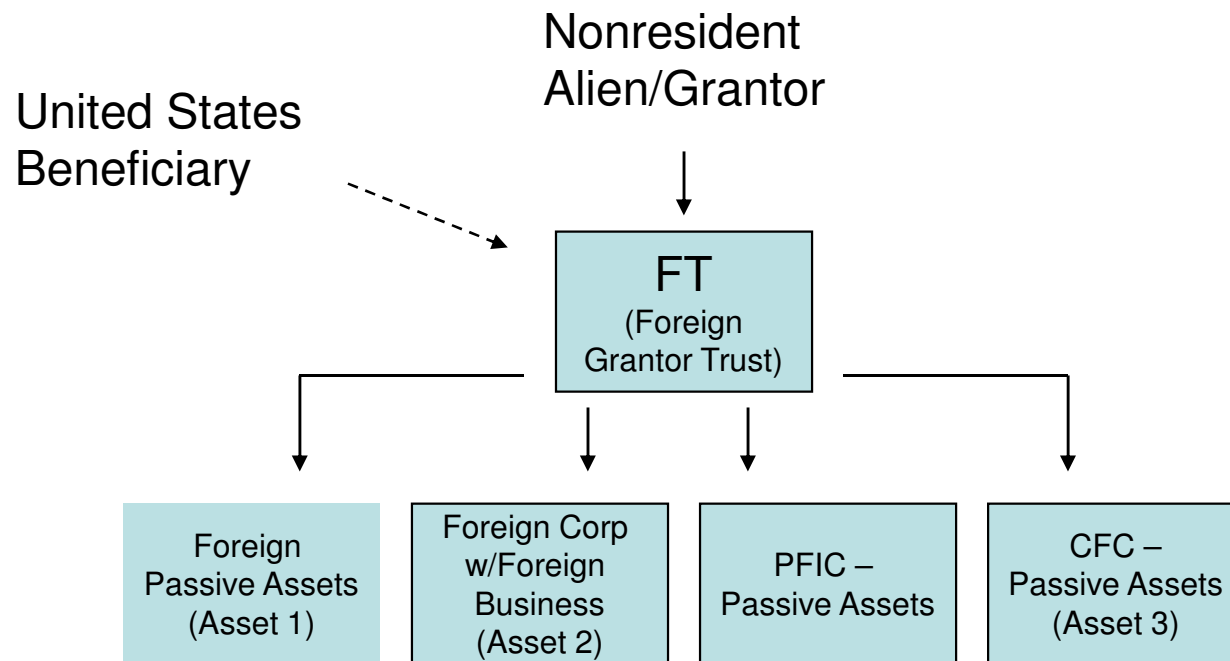 Nonresident
Alien/Grantor
United States
Beneficiary
FT
(Foreign
Grantor Trust)
Foreign
Passive Assets
(Asset 1)
Foreign Corp
w/Foreign
Business
(Asset 2)
PFIC –
Passive Assets
CFC –
Passive Assets
(Asset 3)